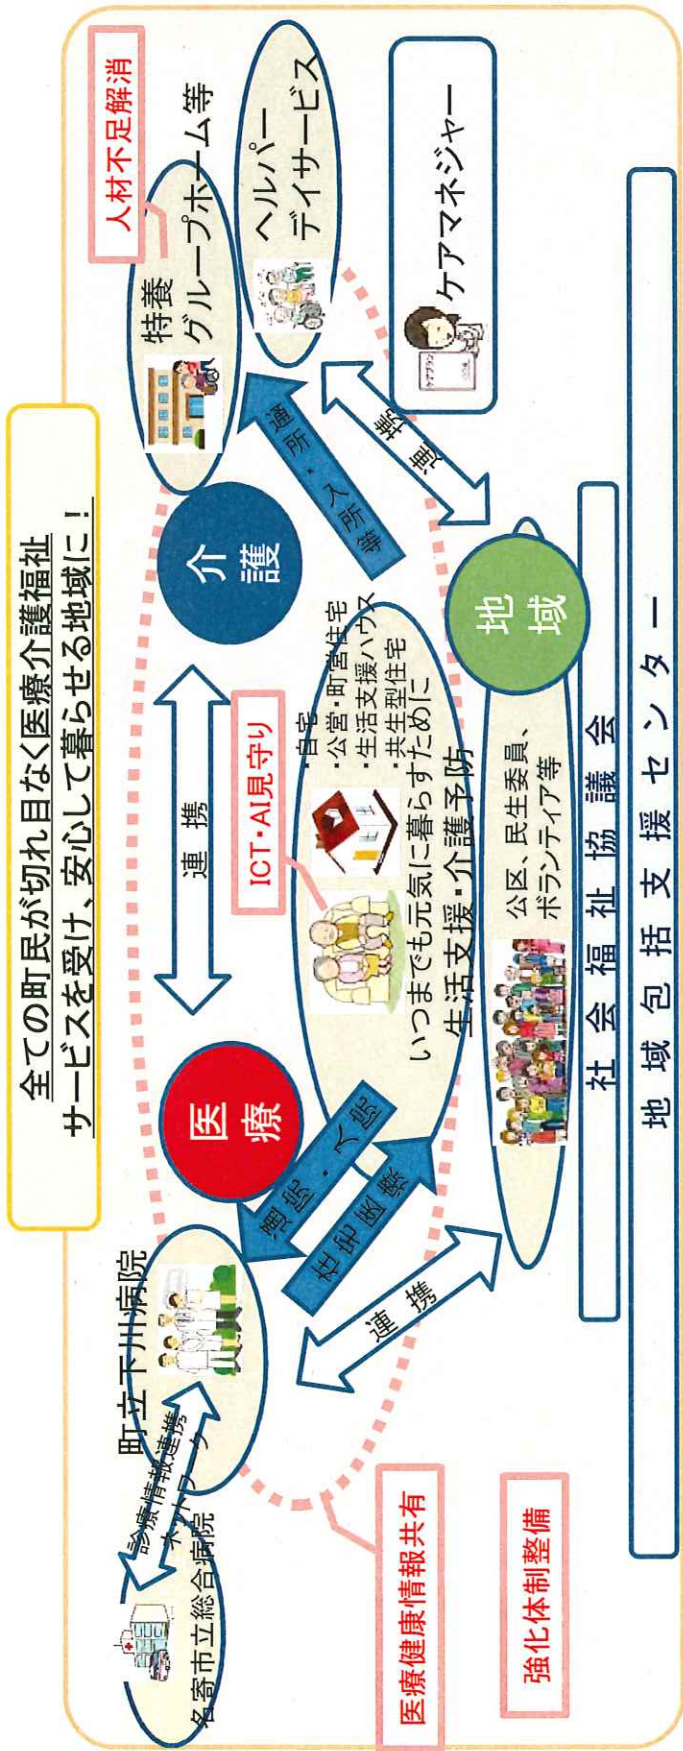 全ての町民が切れ目なく医療介護福祉
サービスを受け、安心して暮らせる地域に！
名寄市立総合病院
診療情報連携
ネットワーク
町立下川病院
医療
連携
介護
特養
グループホーム等
人材不足解消
ヘルパー
デイサービス
通院・入院
在宅医療
ICT・AI見守り
・自宅
・公営・町営住宅
・生活支援ハウス
・共生型住宅
いつまでも元気に暮らすために
生活支援・介護予防
通所・入所等
連携
連携
ケアプラン
ケアマネジャー
医療健康情報共有
強化体制整備
公区、民生委員、
ボランティア等
地域
社会福祉協議会
地域包括支援センター